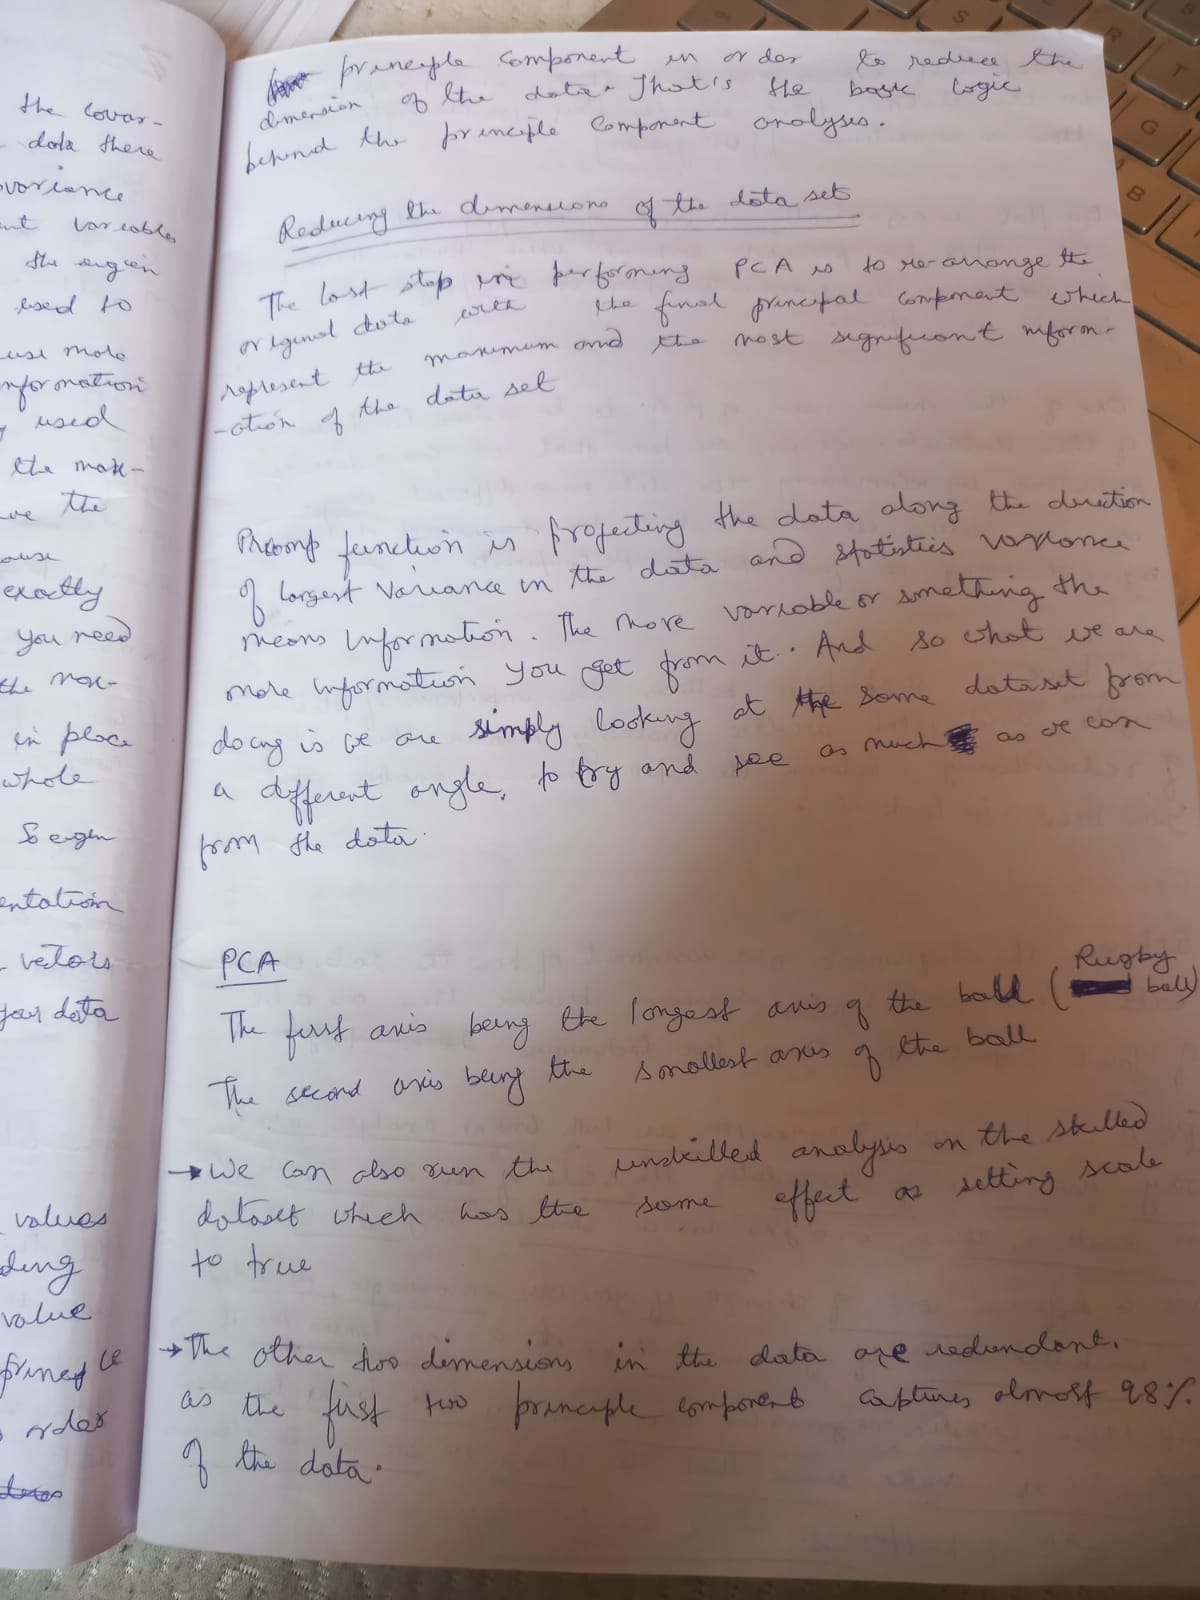 the covar-
data there
variance
ent variables
the eigen
used to
use more
nformation
used
the max-
ve the
ouse
exactly
you need
the max-
in place
whole
So eigen
entation
vectors
your data
values
ding
value
princi le
order
principle component in order to reduce the
dimension of the data. That's the basic logic
behind the principle component analyses.
Reducing the dimensions of the data set
The last step in performing PCA is to re-arrange the
original data with the final principal component which
represent the maximum and the most significant inform-
-ation of the data set
Prcomp function is projecting the data along the direction
of largest variance in the data and statistics variance
means information. The more variable or something the
more information you get from it. And so what we are
doing is we are simply looking at the same dataset from
a different angle, to try and see as much as we can
from the data.
PCA
The first axis being the longest axis of the ball (Rugby ball)
The second axis being the smallest axis of the ball
→ We can also run the unskilled analysis on the skilled
dataset which has the same effect as setting scale
to true
→ The other two dimensions in the data are redundant.
as the first two principle component captures almost 98%.
of the data.